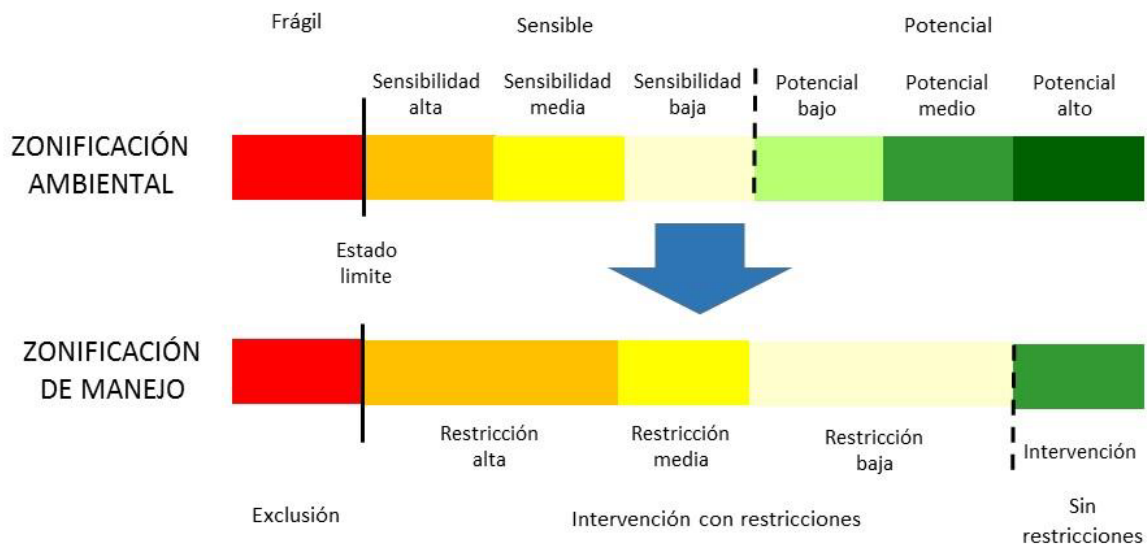 Frágil
Sensible
Potencial
Sensibilidad
alta
Sensibilidad
media
Sensibilidad
baja
Potencial
bajo
Potencial
medio
Potencial
alto
ZONIFICACIÓN
AMBIENTAL
Estado
limite
ZONIFICACIÓN
DE MANEJO
Restricción
alta
Restricción
media
Restricción
baja
Intervención
Exclusión
Intervención con restricciones
Sin
restricciones